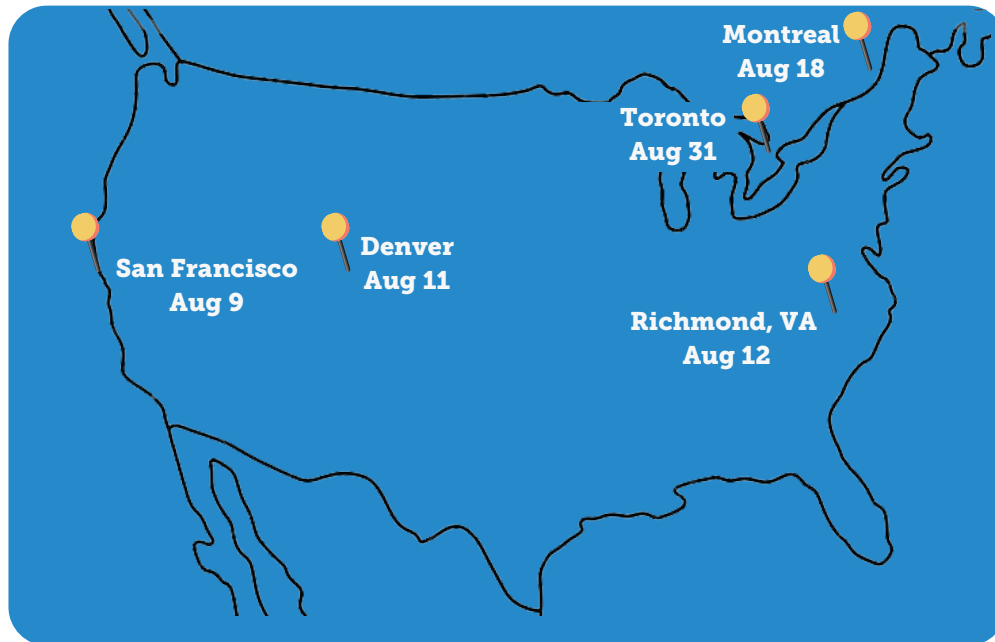 Montreal
Aug 18
Toronto
Aug 31
Denver
Aug 11
San Francisco
Aug 9
Richmond, VA
Aug 12